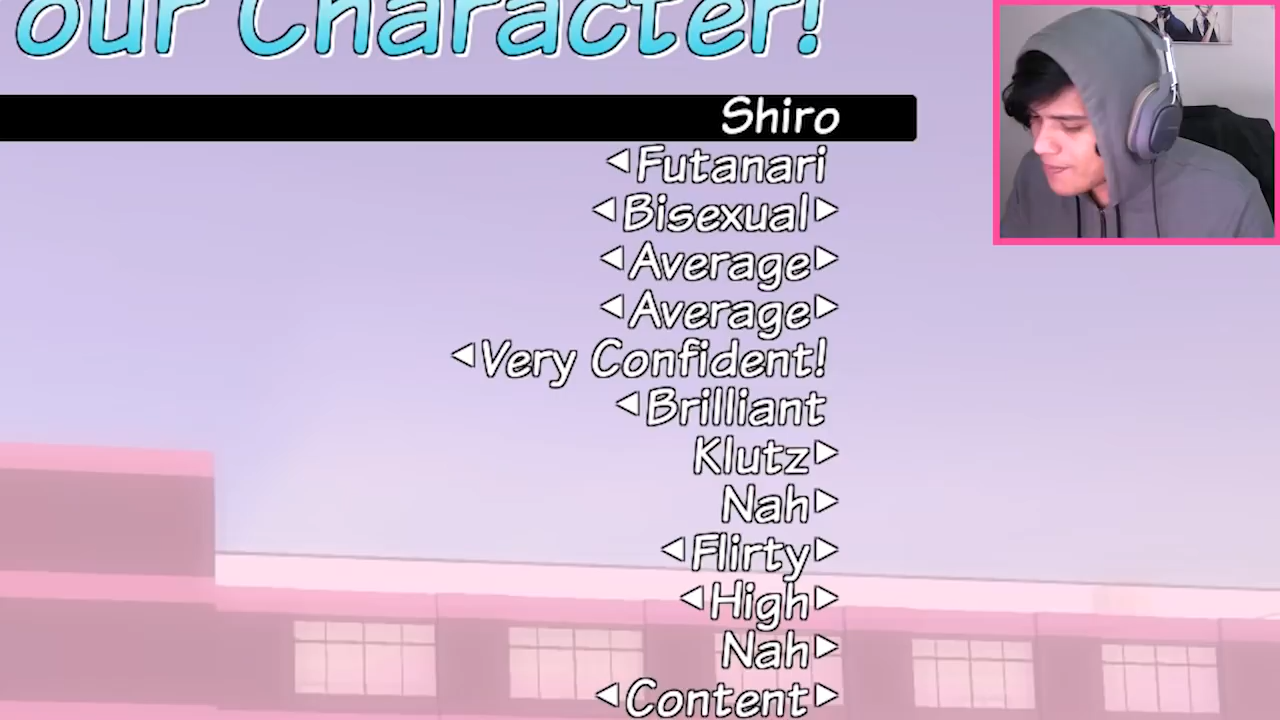 our Character!
Shiro
Futanari
Bisexual
Average
Average
Very Confident!
Brilliant
Klutz
Nah
Flirty
High
Nah
Content